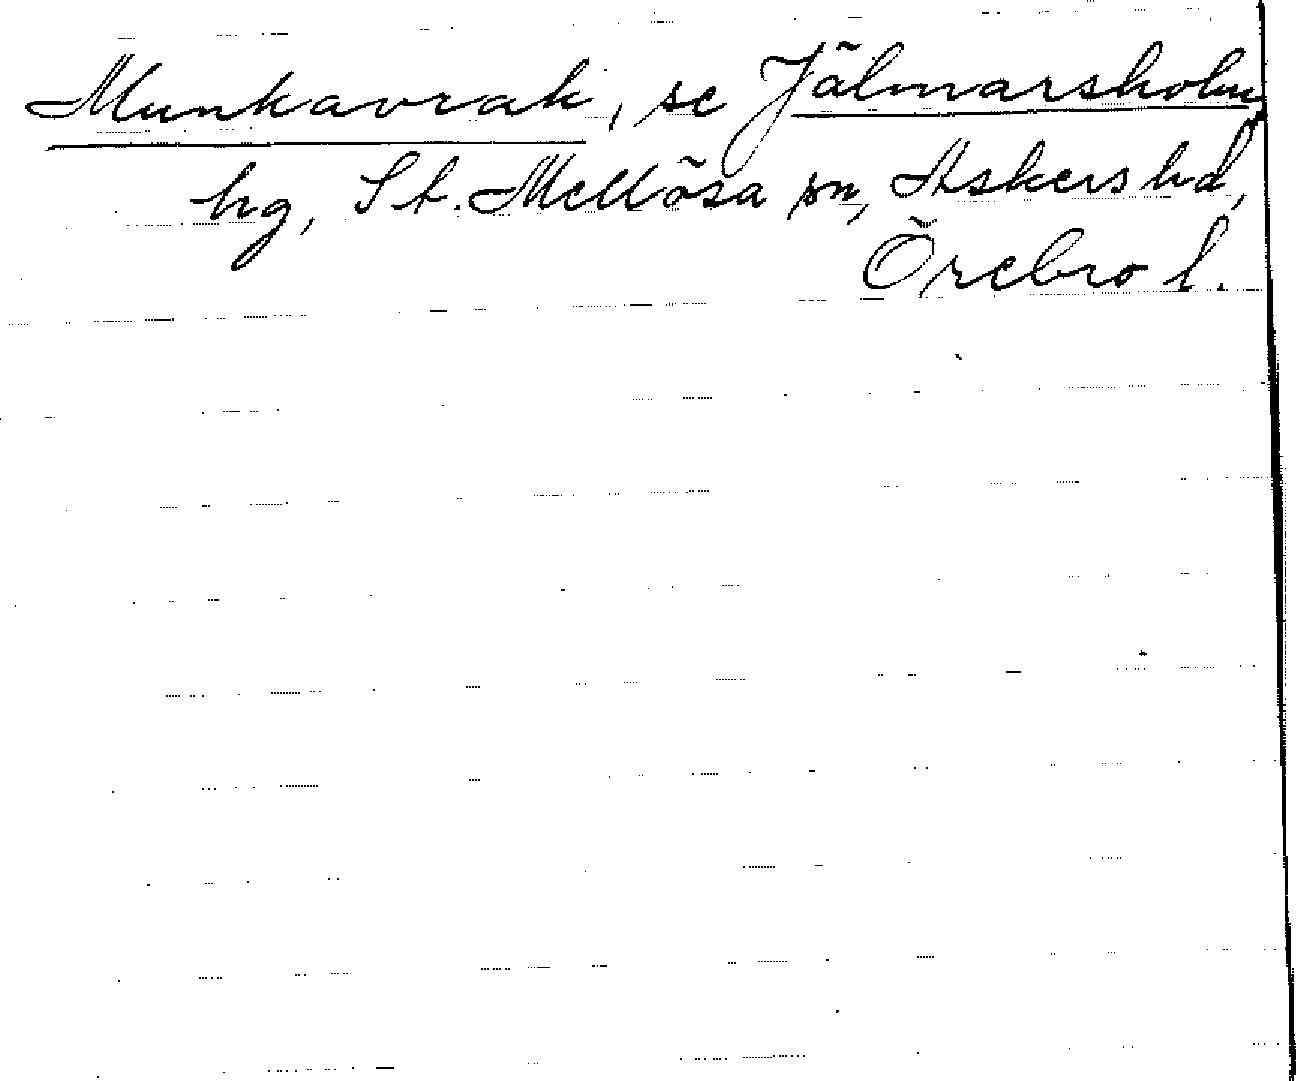 Munkavrak, se Jälmarsholm,
hg, St. Mellösa sn, Askers hd,
Örebro l.